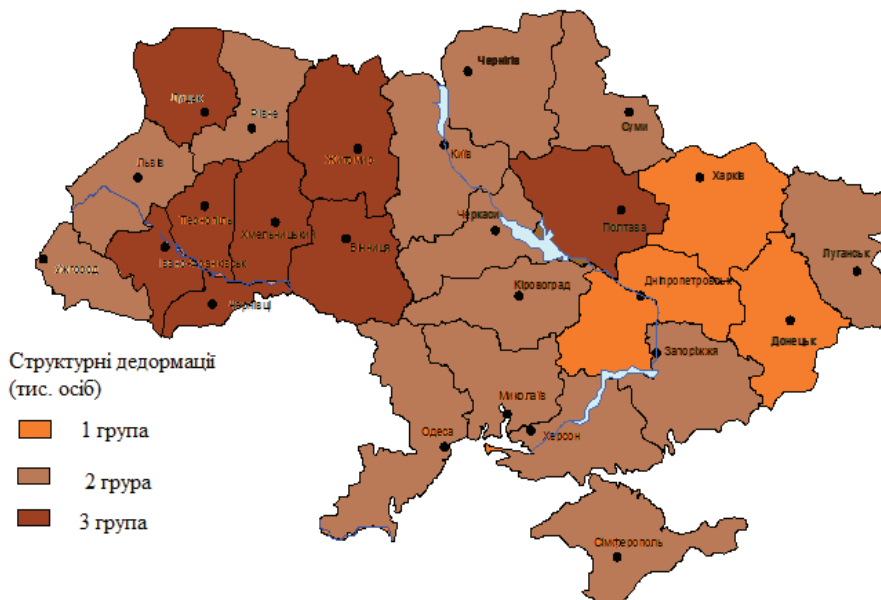 Чернігів
Луцьк
Рівне
Суми
Київ
Житомир
Харків
Львів
Тернопіль
Хмельницький
Черкаси
Полтава
Вінниця
Луганськ
Івано-Франківськ
Ужгород
Дніпропетровськ
Кіровоград
Чернівці
Донецьк
Запоріжжя
Структурні дедормації
(тис. осіб)
Миколаїв
1 група
Одеса
Херсон
2 грура
3 група
Сімферополь